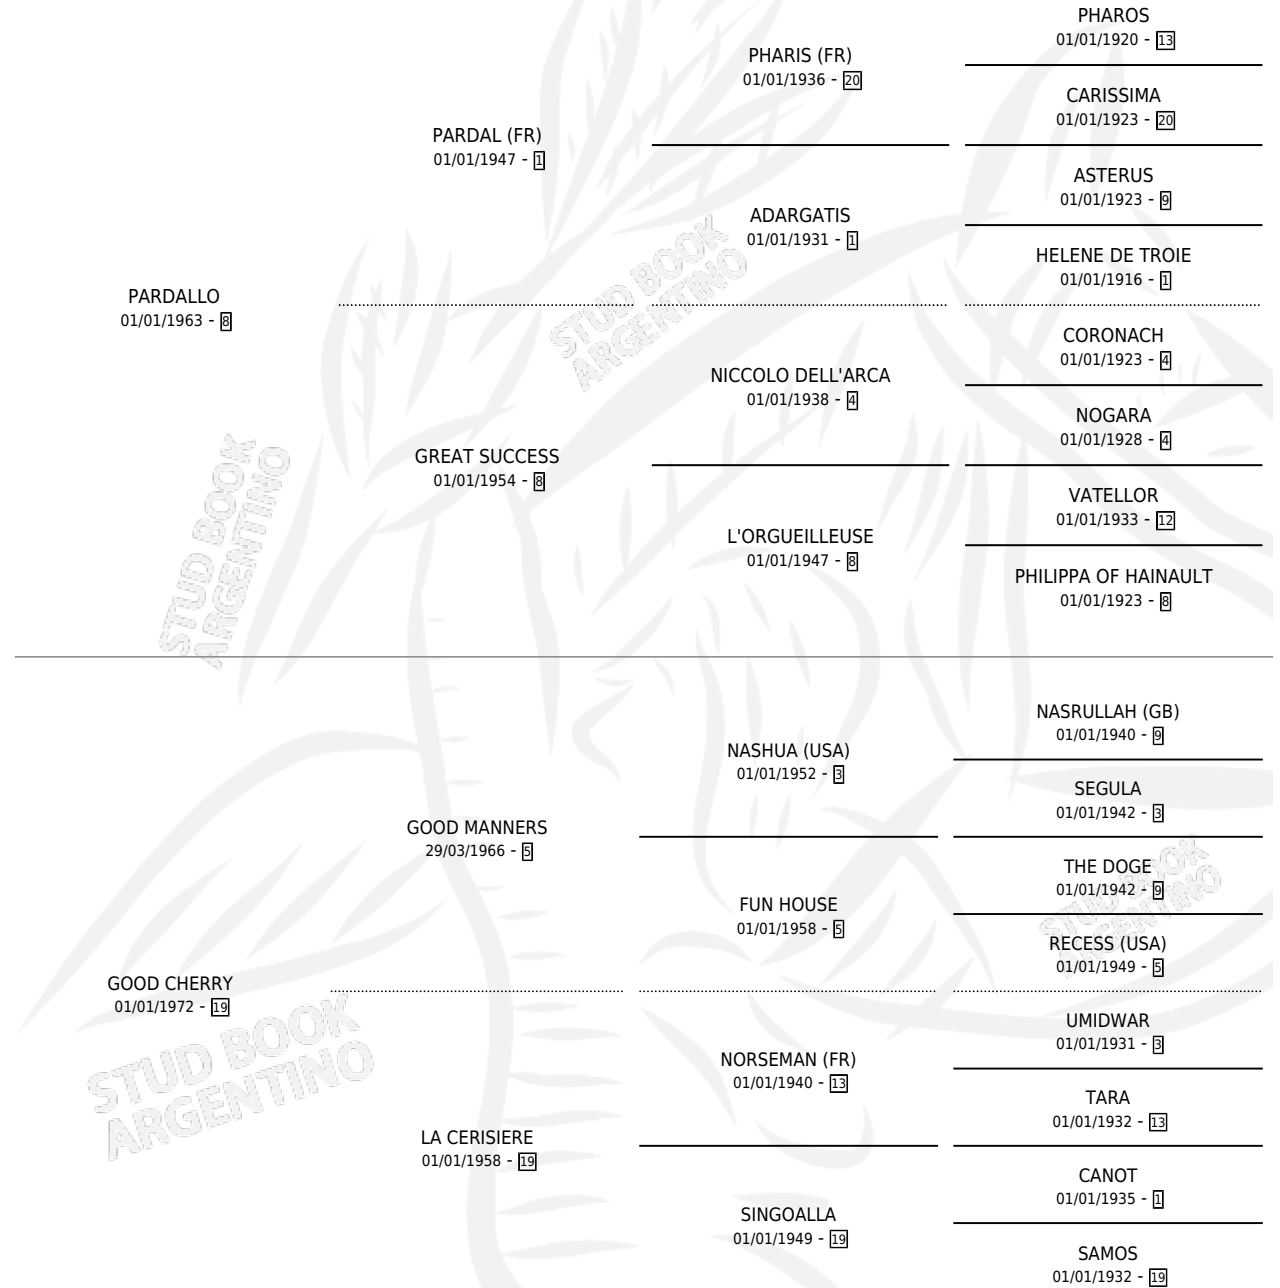 PHAROS
01/01/1920 - 13
PHARIS (FR)
01/01/1936 - 20
CARISSIMA
01/01/1923 - 20
PARDAL (FR)
01/01/1947 - 1
ASTERUS
01/01/1923 - 9
ADARGATIS
01/01/1931 - 1
HELENE DE TROIE
01/01/1916 - 1
PARDALLO
01/01/1963 - 8
CORONACH
01/01/1923 - 4
NICCOLO DELL'ARCA
01/01/1938 - 4
NOGARA
01/01/1928 - 4
GREAT SUCCESS
01/01/1954 - 8
VATELLOR
01/01/1933 - 12
L'ORGUEILLEUSE
01/01/1947 - 8
PHILIPPA OF HAINAULT
01/01/1923 - 8
STUD BOOK
ARGENTINO
STUD BOOK
ARGENTINO
NASRULLAH (GB)
01/01/1940 - 9
NASHUA (USA)
01/01/1952 - 3
SEGULA
01/01/1942 - 3
GOOD MANNERS
29/03/1966 - 5
THE DOGE
01/01/1942 - 9
FUN HOUSE
01/01/1958 - 5
RECESS (USA)
01/01/1949 - 5
GOOD CHERRY
01/01/1972 - 19
UMIDWAR
01/01/1931 - 3
NORSEMAN (FR)
01/01/1940 - 13
TARA
01/01/1932 - 13
LA CERISIERE
01/01/1958 - 19
CANOT
01/01/1935 - 1
SINGOALLA
01/01/1949 - 19
SAMOS
01/01/1932 - 19
STUD BOOK
ARGENTINO
STUD BOOK
ARGENTINO